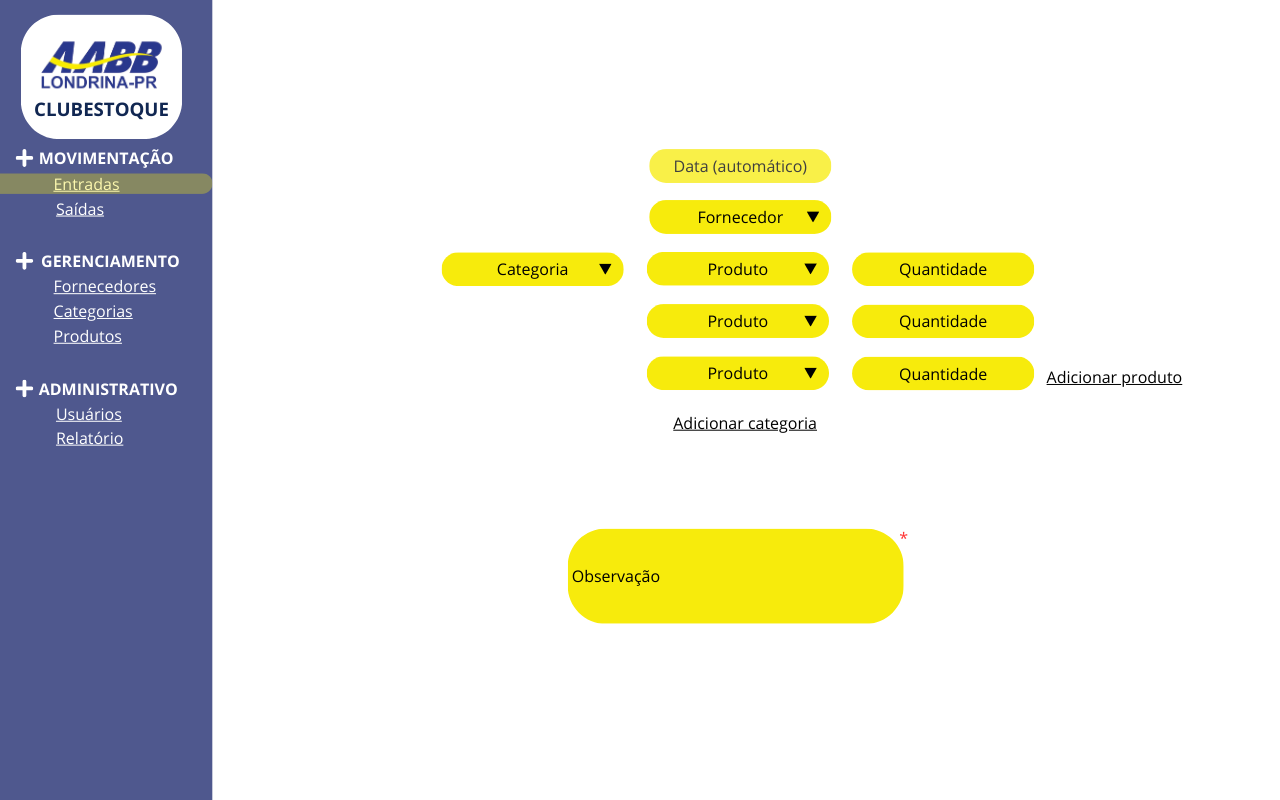 AABB
LONDRINA-PR
CLUBESTOQUE
MOVIMENTAÇÃO
Entradas
Saídas
GERENCIAMENTO
Fornecedores
Categorias
Produtos
ADMINISTRATIVO
Usuários
Relatório
Data (automático)
Fornecedor
Categoria
Produto
Quantidade
Produto
Quantidade
Produto
Quantidade
Adicionar produto
Adicionar categoria
Observação
*